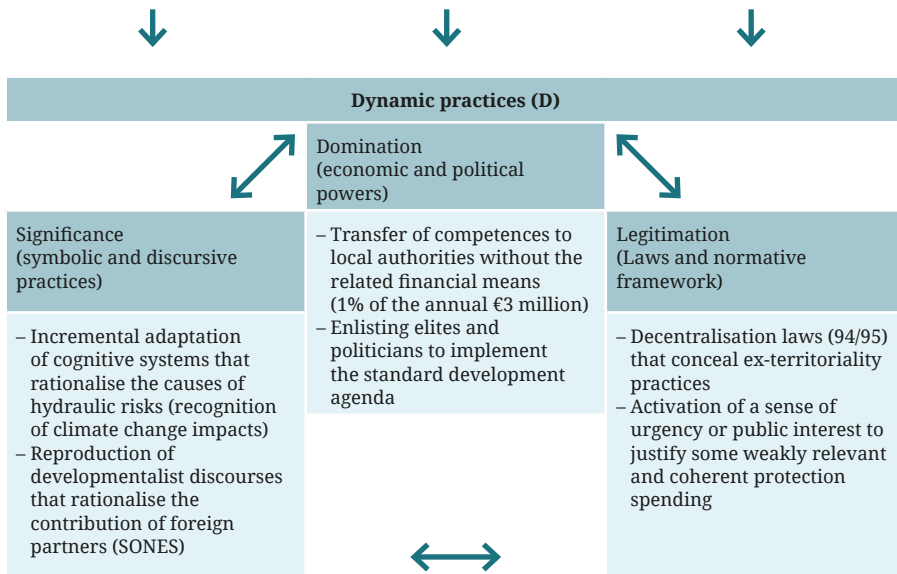 Dynamic practices (D)
Domination
(economic and political
powers)
– Transfer of competences to
local authorities without the
related financial means
(1% of the annual €3 million)
– Enlisting elites and
politicians to implement
the standard development
agenda
Significance
(symbolic and discursive
practices)
– Incremental adaptation
of cognitive systems that
rationalise the causes of
hydraulic risks (recognition
of climate change impacts)
– Reproduction of
developmentalist discourses
that rationalise the
contribution of foreign
partners (SONES)
Legitimation
(Laws and normative
framework)
– Decentralisation laws (94/95)
that conceal ex-territoriality
practices
– Activation of a sense of
urgency or public interest to
justify some weakly relevant
and coherent protection
spending